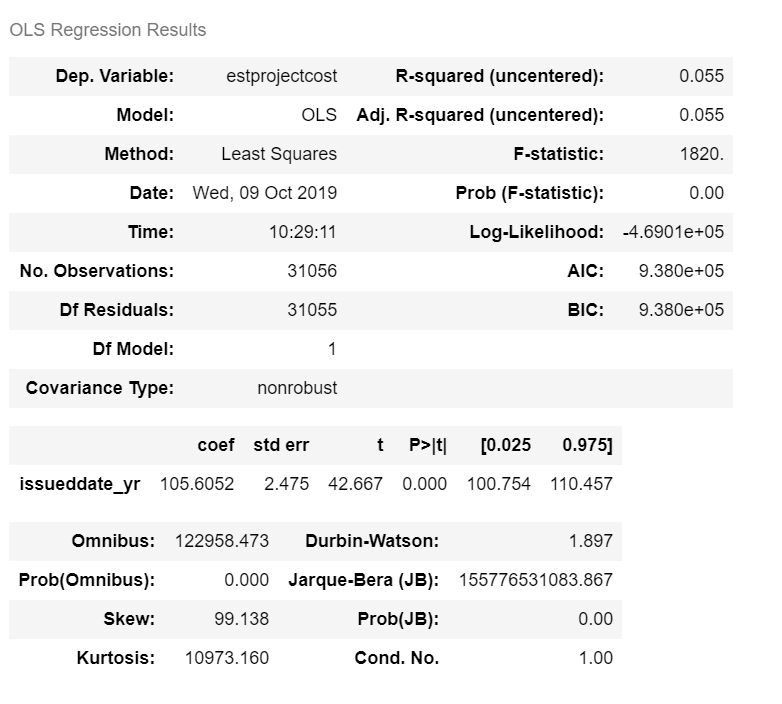 OLS Regression Results
Dep. Variable: estprojectcost R-squared (uncentered): 0.055
Model: OLS Adj. R-squared (uncentered): 0.055
Method: Least Squares F-statistic: 1820.
Date: Wed, 09 Oct 2019 Prob (F-statistic): 0.00
Time: 10:29:11 Log-Likelihood: -4.6901e+05
No. Observations: 31056 AIC: 9.380e+05
Df Residuals: 31055 BIC: 9.380e+05
Df Model: 1
Covariance Type: nonrobust
coef std err t P>|t| [0.025 0.975]
issueddate_yr 105.6052 2.475 42.667 0.000 100.754 110.457
Omnibus: 122958.473 Durbin-Watson: 1.897
Prob(Omnibus): 0.000 Jarque-Bera (JB): 155776531083.867
Skew: 99.138 Prob(JB): 0.00
Kurtosis: 10973.160 Cond. No. 1.00